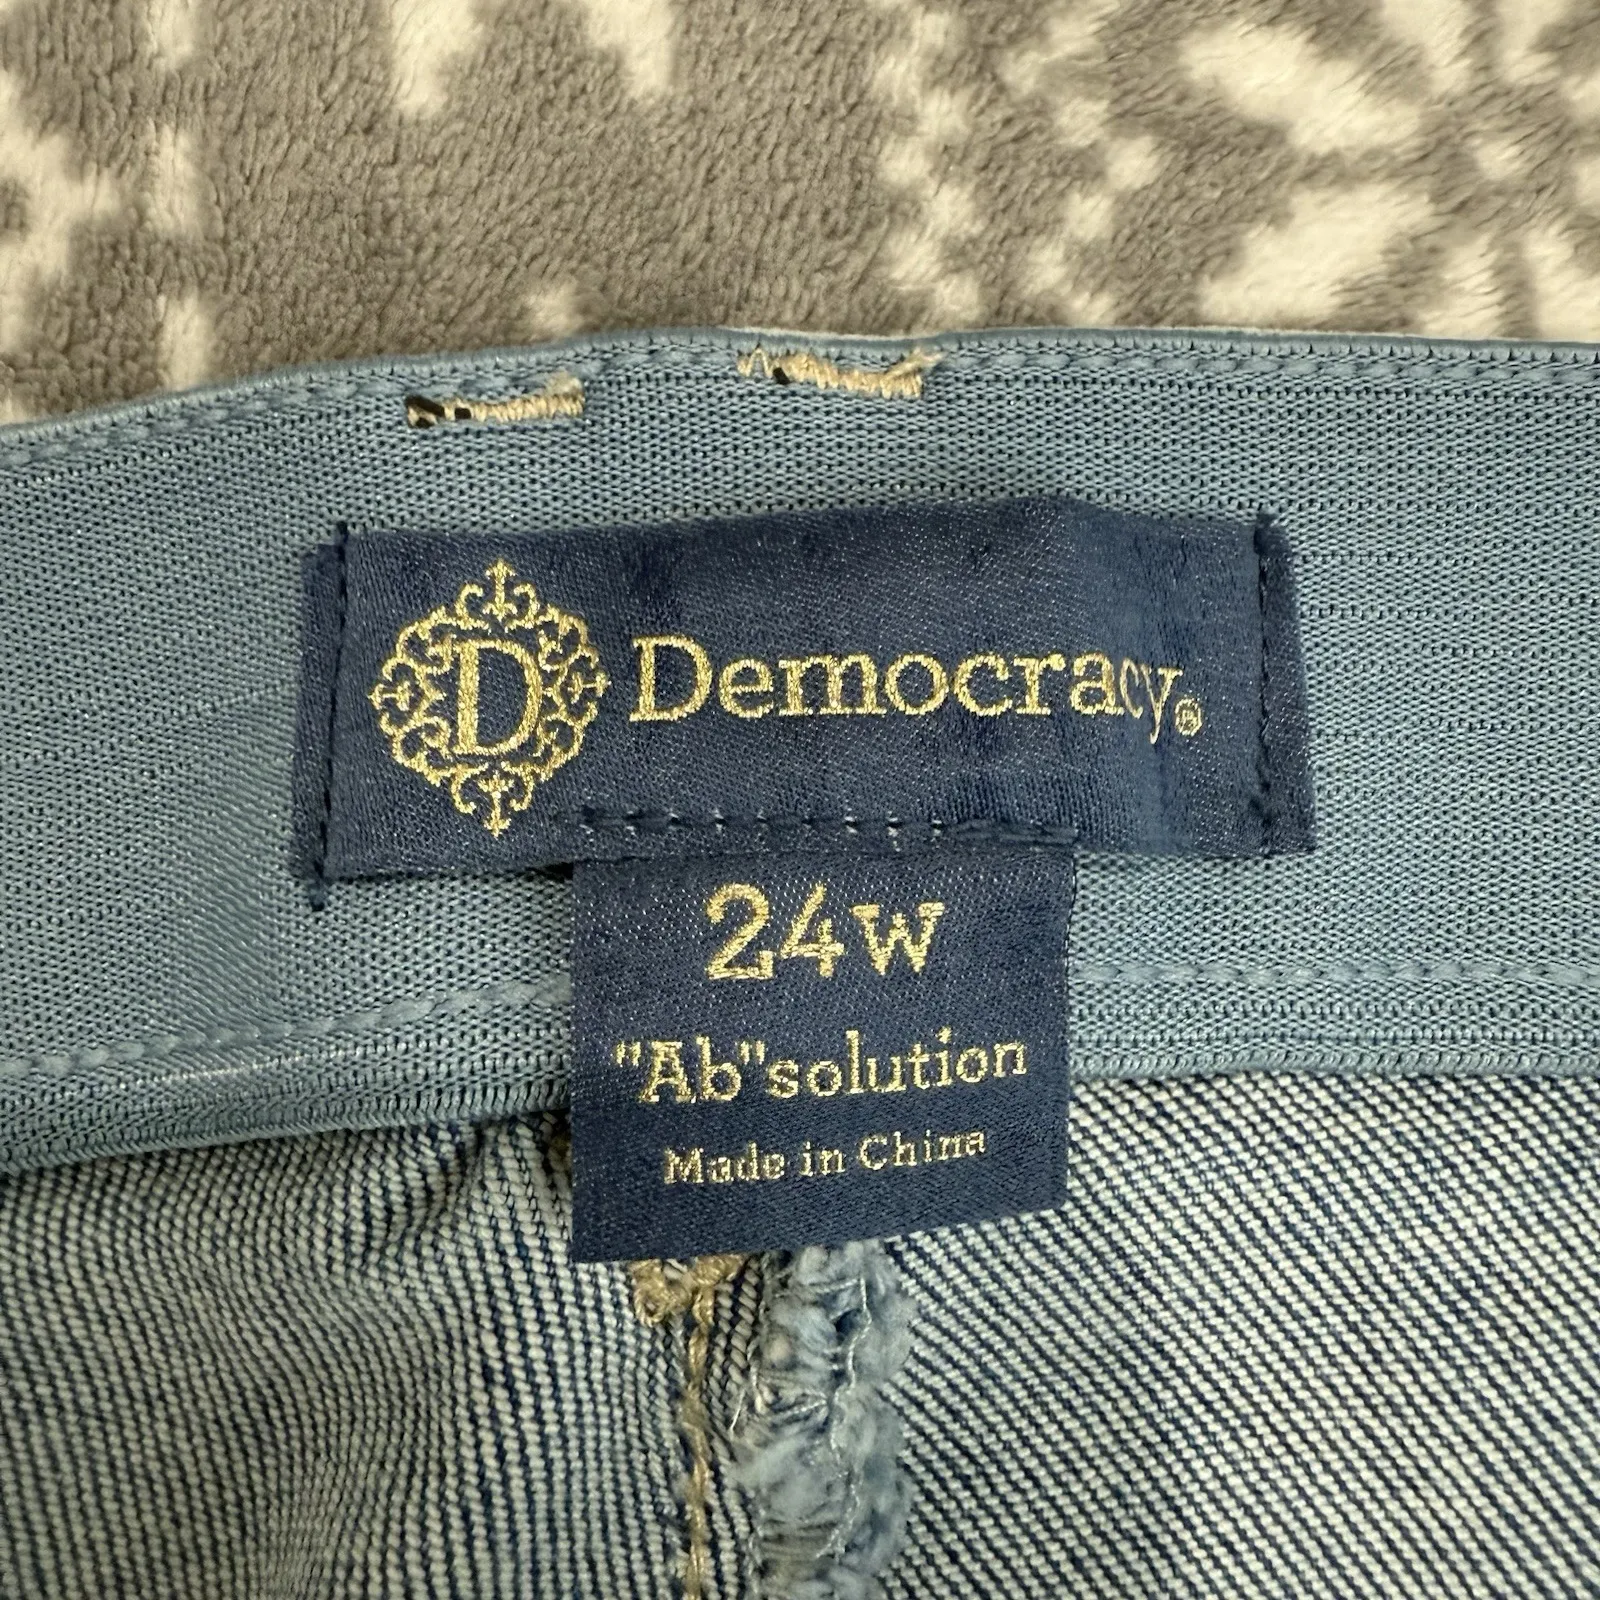 D Democracy®
24W
"Ab"solution
Made in China